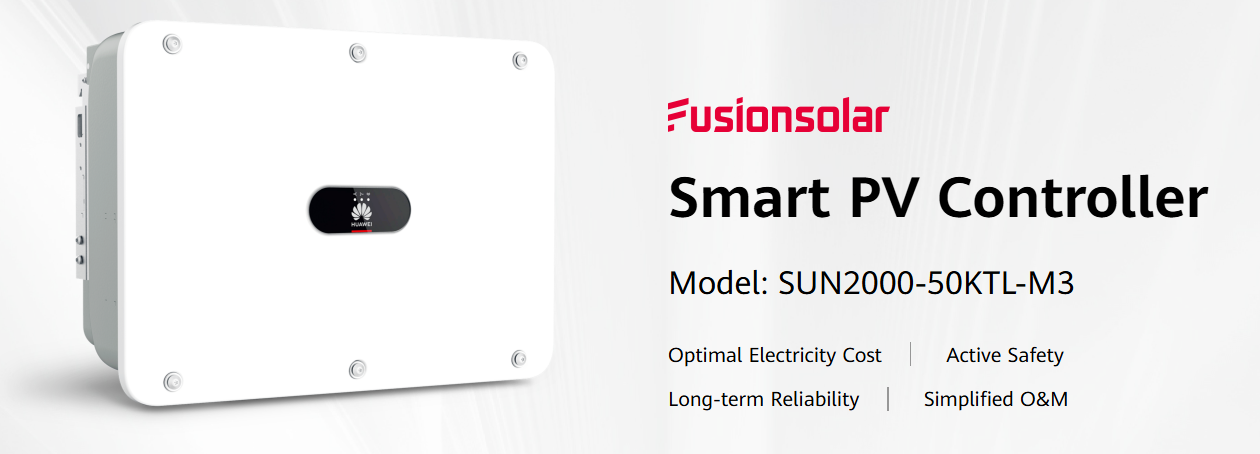 HUAWEI
Fusionsolar
Smart PV Controller
Model: SUN2000-50KTL-M3
Optimal Electricity Cost | Active Safety
Long-term Reliability | Simplified O&M